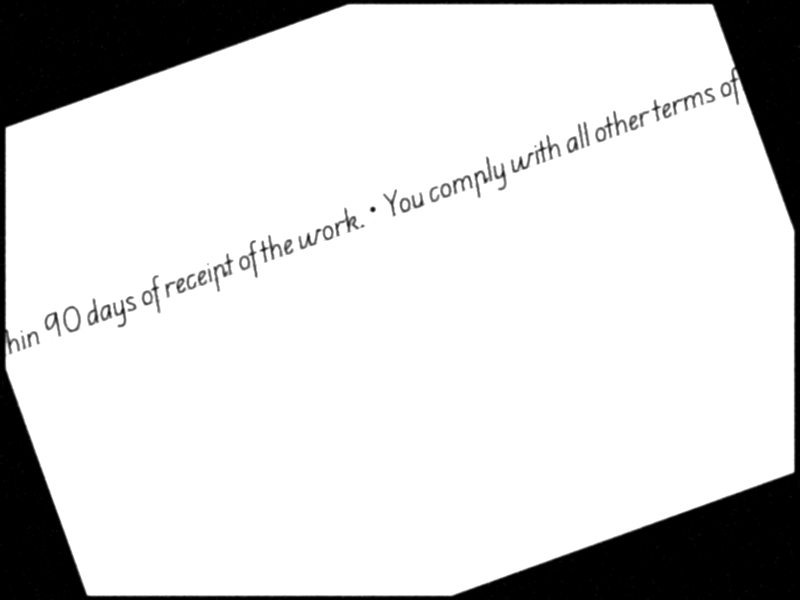 hin 90 days of receipt of the work. • You comply with all other terms of